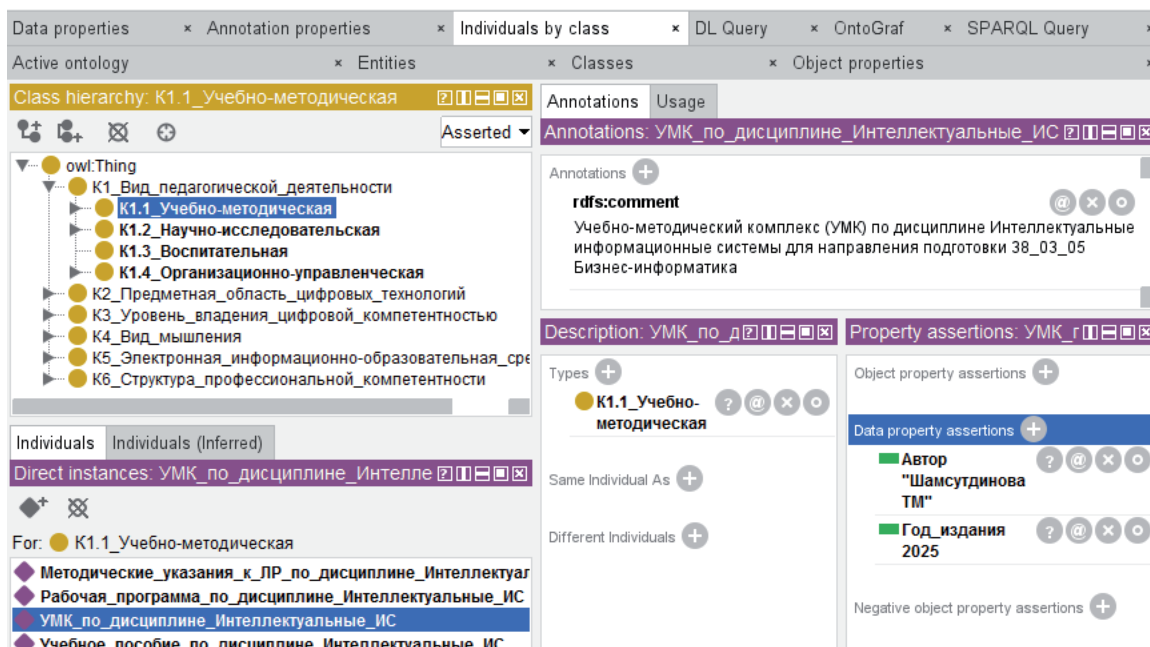 Data properties × Annotation properties × Individuals by class × DL Query × OntoGraf × SPARQL Query
Active ontology × Entities × Classes × Object properties
Class hierarchy: К1.1_Учебно-методическая
Asserted
owl:Thing
К1_Вид_педагогической_деятельности
К1.1_Учебно-методическая
К1.2_Научно-исследовательская
К1.3_Воспитательная
К1.4_Организационно-управленческая
К2_Предметная_область_цифровых_технологий
К3_Уровень_владения_цифровой_компетентностью
К4_Вид_мышления
К5_Электронная_информационно-образовательная_сре
К6_Структура_профессиональной_компетентности
Individuals Individuals (Inferred)
Direct instances: УМК_по_дисциплине_Интелле
For: К1.1_Учебно-методическая
Методические_указания_к_ЛР_по_дисциплине_Интеллектуал
Рабочая_программа_по_дисциплине_Интеллектуальные_ИС
УМК_по_дисциплине_Интеллектуальные_ИС
Учебное_пособие_по_дисциплине_Интеллектуальные_ИС
Annotations Usage
Annotations: УМК_по_дисциплине_Интеллектуальные_ИС
Annotations
rdfs:comment
Учебно-методический комплекс (УМК) по дисциплине Интеллектуальные
информационные системы для направления подготовки 38_03_05
Бизнес-информатика
Description: УМК_по_д
Types
К1.1_Учебно-
методическая
Same Individual As
Different Individuals
Property assertions: УМК_г
Object property assertions
Data property assertions
Автор
"Шамсутдинова
ТМ"
Год_издания
2025
Negative object property assertions